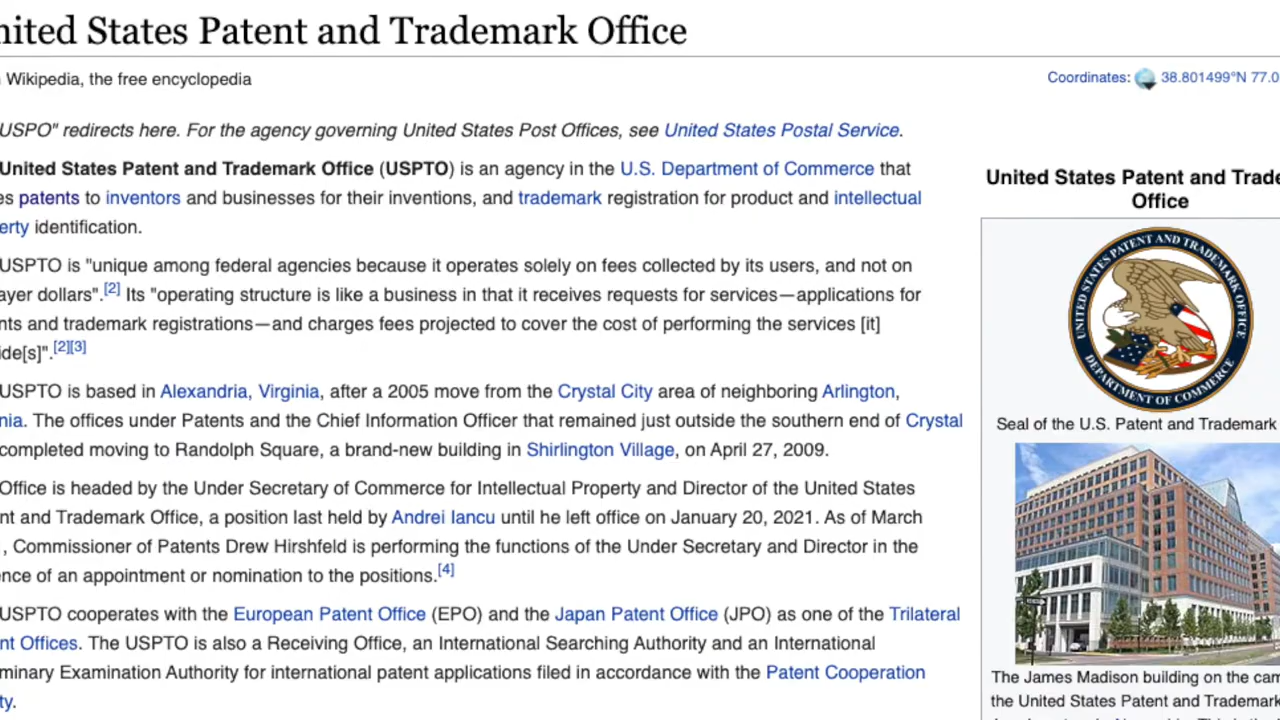 nited States Patent and Trademark Office
Wikipedia, the free encyclopedia
Coordinates: 38.801499°N 77.0
USPO" redirects here. For the agency governing United States Post Offices, see United States Postal Service.
United States Patent and Trademark Office (USPTO) is an agency in the U.S. Department of Commerce that
es patents to inventors and businesses for their inventions, and trademark registration for product and intellectual
erty identification.
USPTO is "unique among federal agencies because it operates solely on fees collected by its users, and not on
ayer dollars".[2] Its "operating structure is like a business in that it receives requests for services—applications for
nts and trademark registrations—and charges fees projected to cover the cost of performing the services [it]
ide[s]".[2][3]
USPTO is based in Alexandria, Virginia, after a 2005 move from the Crystal City area of neighboring Arlington,
nia. The offices under Patents and the Chief Information Officer that remained just outside the southern end of Crystal
completed moving to Randolph Square, a brand-new building in Shirlington Village, on April 27, 2009.
Office is headed by the Under Secretary of Commerce for Intellectual Property and Director of the United States
nt and Trademark Office, a position last held by Andrei Iancu until he left office on January 20, 2021. As of March
, Commissioner of Patents Drew Hirshfeld is performing the functions of the Under Secretary and Director in the
ence of an appointment or nomination to the positions.[4]
USPTO cooperates with the European Patent Office (EPO) and the Japan Patent Office (JPO) as one of the Trilateral
nt Offices. The USPTO is also a Receiving Office, an International Searching Authority and an International
minary Examination Authority for international patent applications filed in accordance with the Patent Cooperation
ty.
United States Patent and Trade
Office
UNITED STATES PATENT AND TRADEMARK OFFICE
DEPARTMENT OF COMMERCE
Seal of the U.S. Patent and Trademark
The James Madison building on the cam
the United States Patent and Trademark